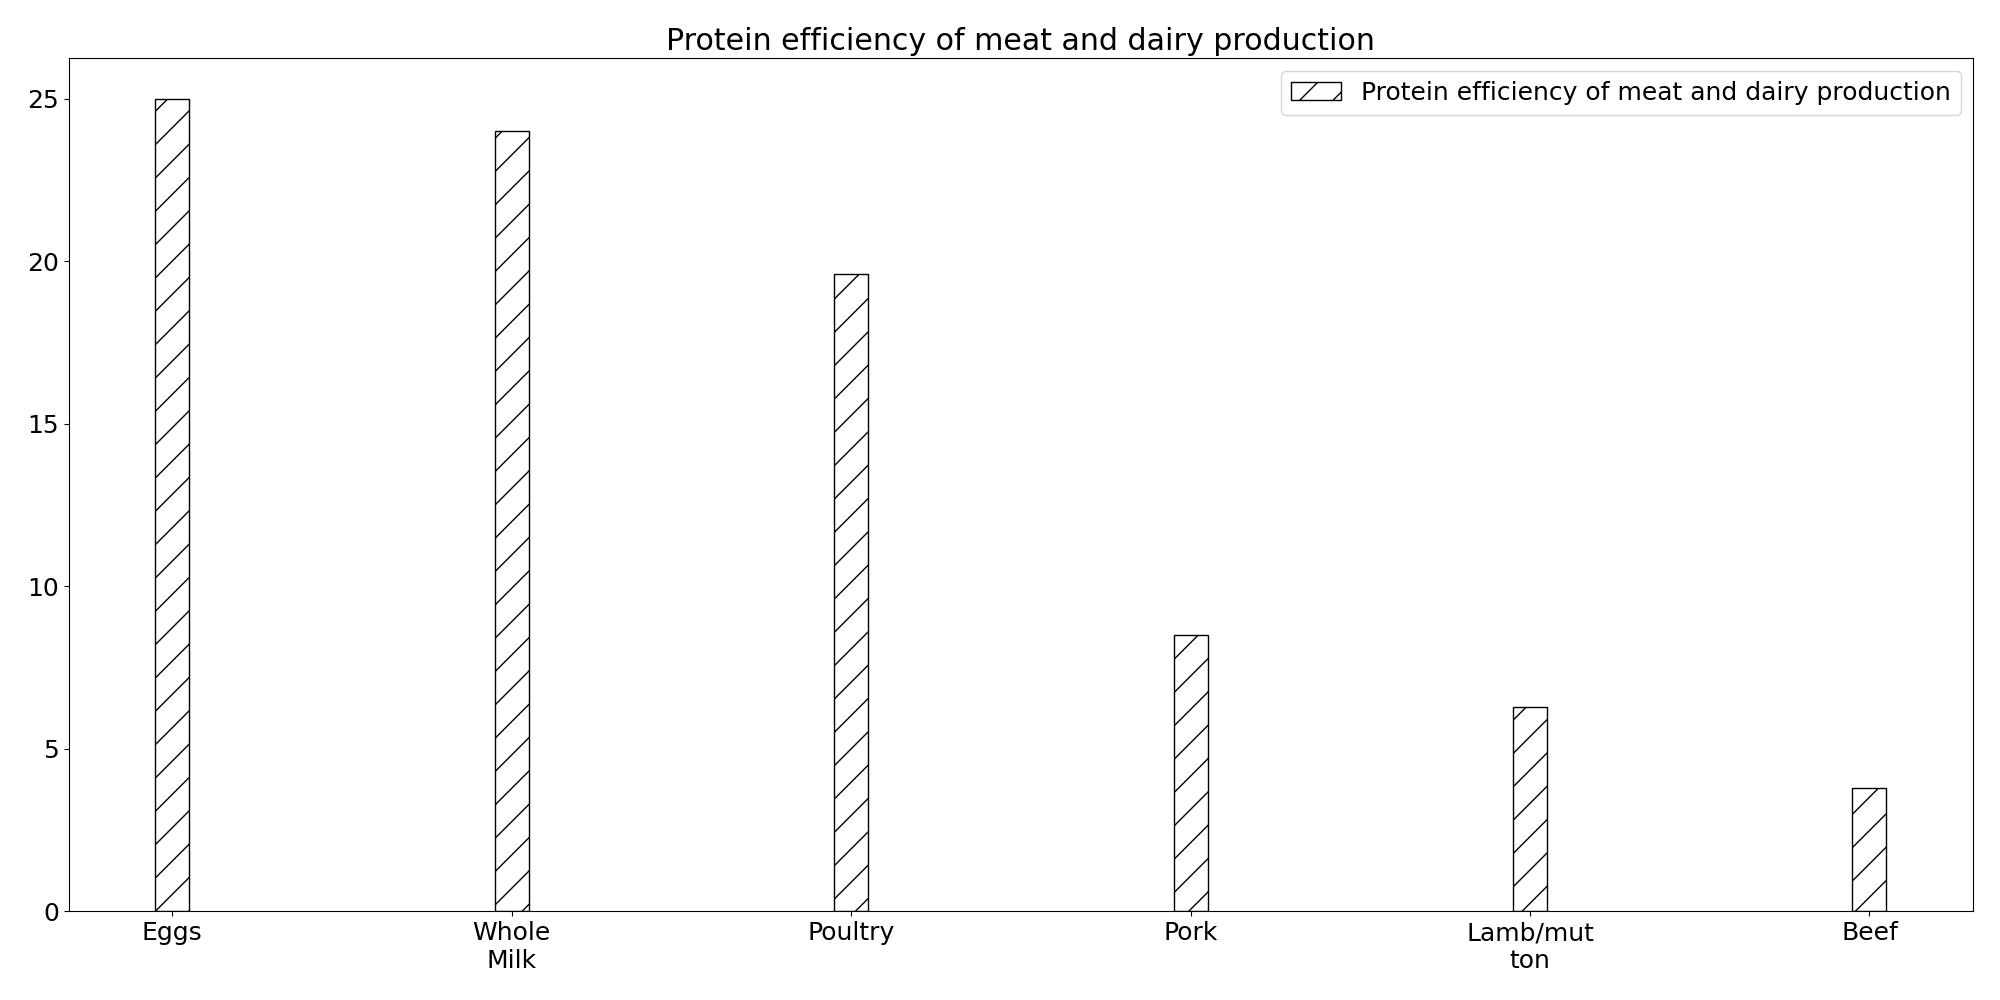 Protein efficiency of meat and dairy production
Protein efficiency of meat and dairy production
25
20
15
10
5
0
Eggs
Whole
Milk
Poultry
Pork
Lamb/mut
ton
Beef